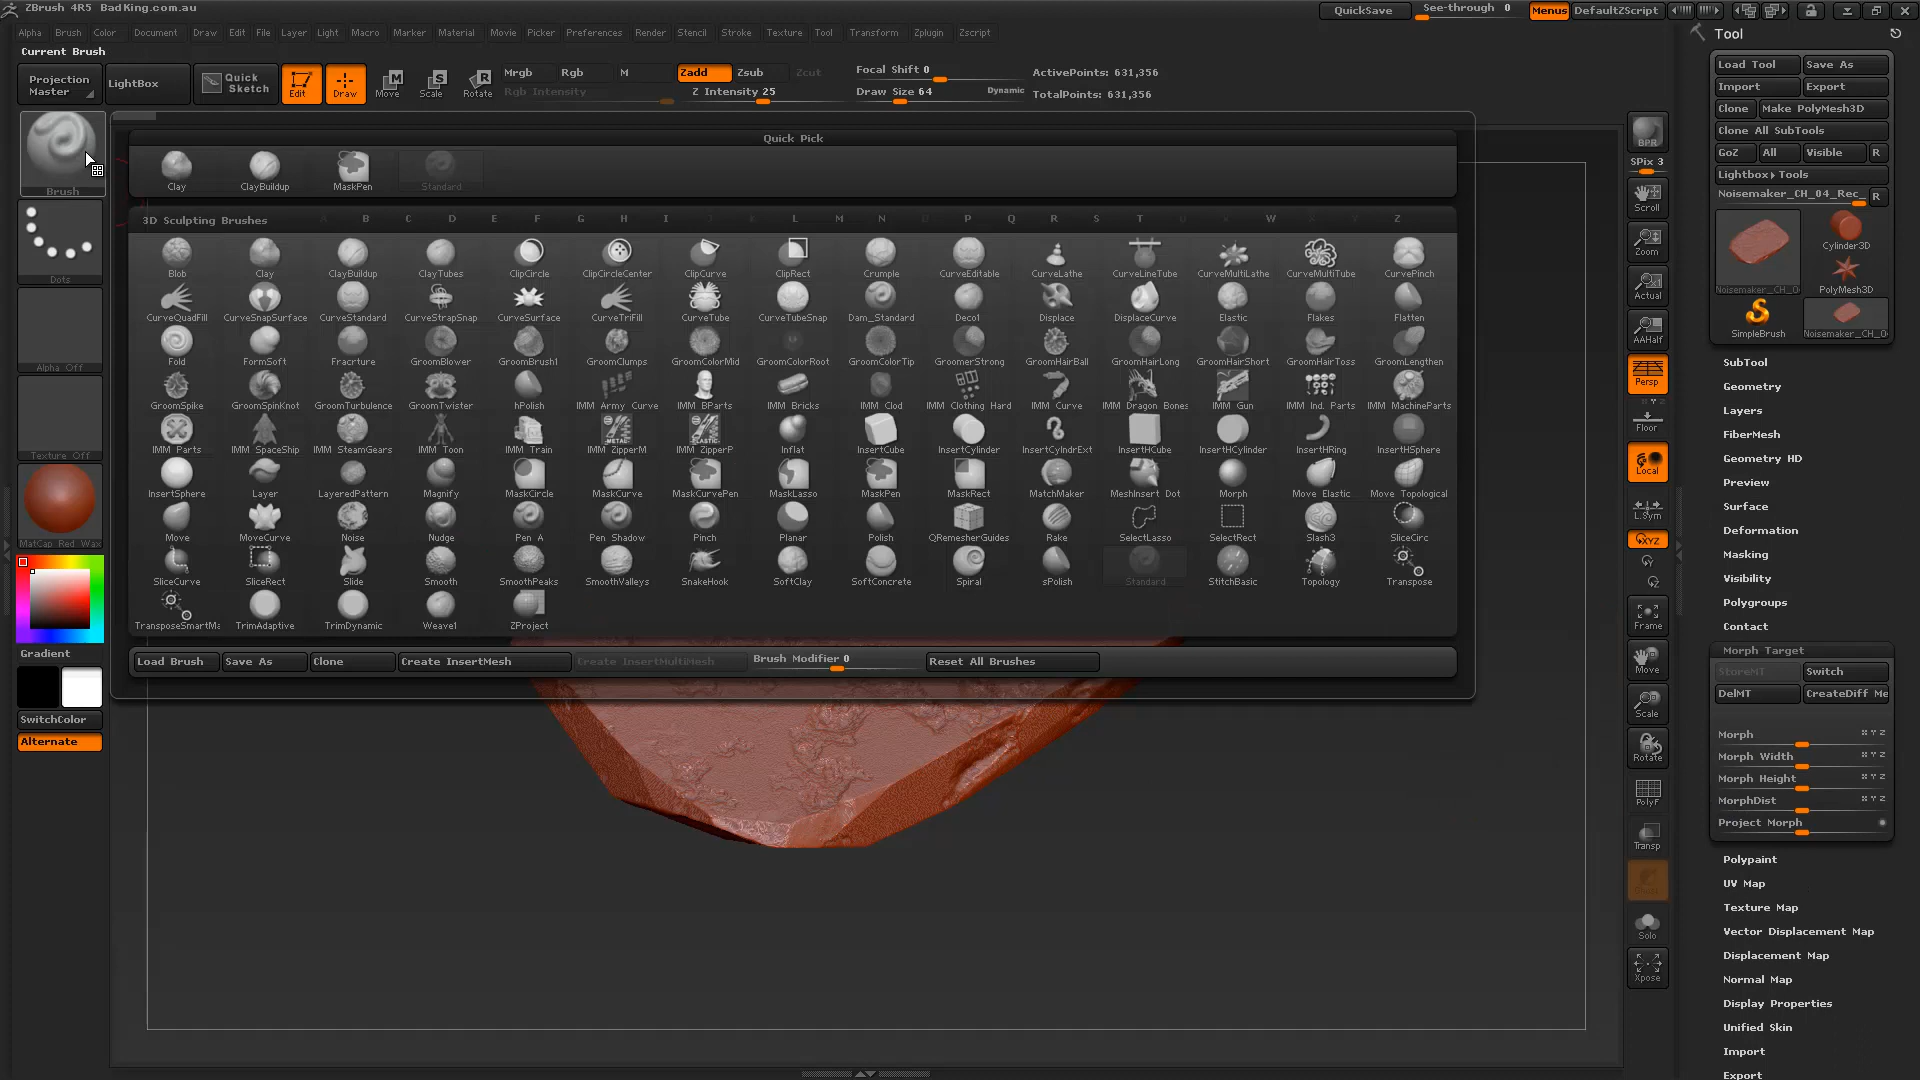 ZBrush 4R5 BadKing.com.au
QuickSave See-through 0 Menus DefaultZScript
Alpha Brush Color Document Draw Edit File Layer Light Macro Marker Material Movie Picker Preferences Render Stencil Stroke Texture Tool Transform Zplugin Zscript
Current Brush
Projection Master LightBox Quick Sketch Edit Draw Move Scale Rotate
Mrgb Rgb M Zadd Zsub Zcut
Rgb Intensity Z Intensity 25
Focal Shift 0
Draw Size 64 Dynamic
ActivePoints: 631,356
TotalPoints: 631,356
Brush
Dots
Alpha Off
Texture Off
MatCap Red Wax
Gradient
SwitchColor
Alternate
Quick Pick
Clay ClayBuildup MaskPen Standard
3D Sculpting Brushes B C D E F G H I L M N P Q R S T W Z
Blob Clay ClayBuildup ClayTubes ClipCircle ClipCircleCenter ClipCurve ClipRect Crumple CurveEditable CurveLathe CurveLineTube CurveMultiLathe CurveMultiTube CurvePinch
CurveQuadFill CurveSnapSurface CurveStandard CurveStrapSnap CurveSurface CurveTriFill CurveTube CurveTubeSnap Dam_Standard Deco1 Displace DisplaceCurve Elastic Flakes Flatten
Fold FormSoft Fracrture GroomBlower GroomBrush1 GroomClumps GroomColorMid GroomColorRoot GroomColorTip GroomerStrong GroomHairBall GroomHairLong GroomHairShort GroomHairToss GroomLengthen
GroomSpike GroomSpinKnot GroomTurbulence GroomTwister hPolish IMM Army Curve IMM BParts IMM Bricks IMM Clod IMM Clothing Hard IMM Curve IMM Dragon Bones IMM Gun IMM Ind. Parts IMM MachineParts
IMM Parts IMM SpaceShip IMM SteamGears IMM Toon IMM Train IMM ZipperM IMM ZipperP Inflat InsertCube InsertCylinder InsertCylndrExt InsertHCube InsertHCylinder InsertHRing InsertHSphere
InsertSphere Layer LayeredPattern Magnify MaskCircle MaskCurve MaskCurvePen MaskLasso MaskPen MaskRect MatchMaker MeshInsert Dot Morph Move Elastic Move Topological
Move MoveCurve Noise Nudge Pen A Pen Shadow Pinch Planar Polish QRemesherGuides Rake SelectLasso SelectRect Slash3 SliceCirc
SliceCurve SliceRect Slide Smooth SmoothPeaks SmoothValleys SnakeHook SoftClay SoftConcrete Spiral sPolish Standard StitchBasic Topology Transpose
TransposeSmartMa TrimAdaptive TrimDynamic Weave1 ZProject
Load Brush Save As Clone Create InsertMesh Create InsertMultiMesh Brush Modifier 0 Reset All Brushes
BPR
SPix 3
Scroll
Zoom
Actual
AAHalf
Persp
Floor
Local
L.Sym
XYZ
Frame
Move
Scale
Rotate
PolyF
Transp
Solo
Xpose
Tool
Load Tool Save As
Import Export
Clone Make PolyMesh3D
Clone All SubTools
GoZ All Visible R
Lightbox▸Tools
Noisemaker_CH_04_Rec_ R
Cylinder3D
Noisemaker_CH_0 PolyMesh3D
SimpleBrush Noisemaker_CH_0
SubTool
Geometry
Layers
FiberMesh
Geometry HD
Preview
Surface
Deformation
Masking
Visibility
Polygroups
Contact
Morph Target
StoreMT Switch
DelMT CreateDiff Me
Morph X Y Z
Morph Width X Y Z
Morph Height X Y Z
MorphDist X Y Z
Project Morph
Polypaint
UV Map
Texture Map
Vector Displacement Map
Displacement Map
Normal Map
Display Properties
Unified Skin
Import
Export